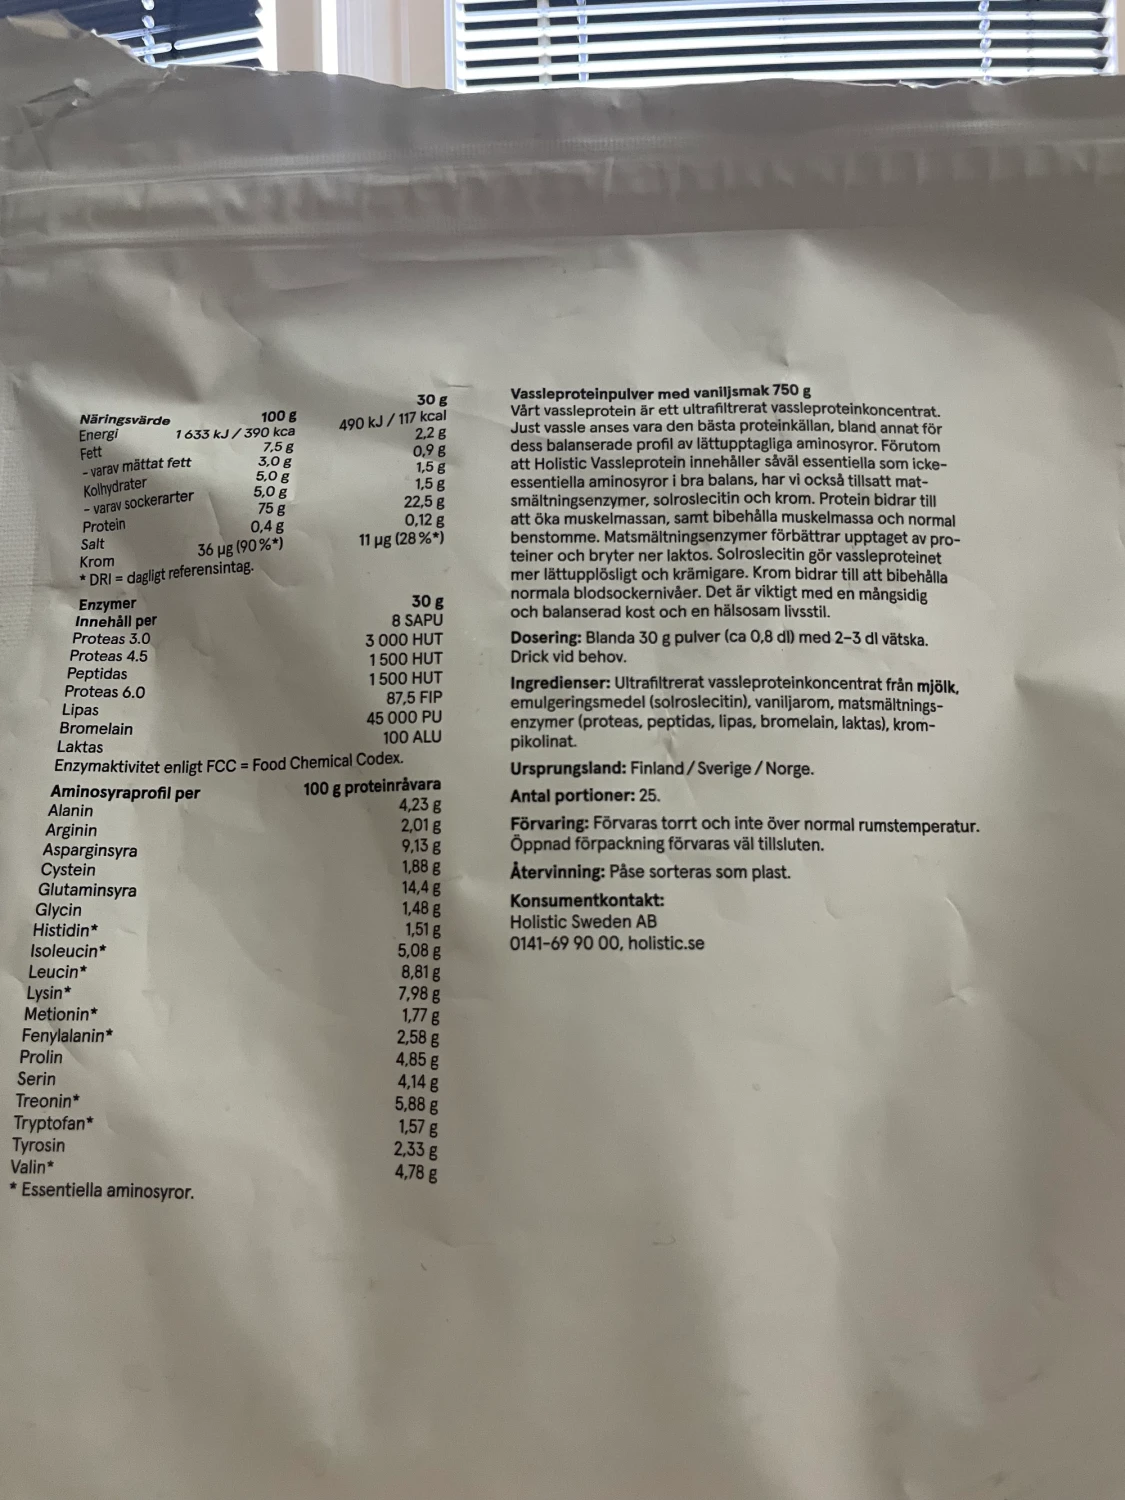 Näringsvärde 100 g 30 g
Energi 1 633 kJ / 390 kca 490 kJ / 117 kcal
Fett 7,5 g 2,2 g
- varav mättat fett 3,0 g 0,9 g
Kolhydrater 5,0 g 1,5 g
- varav sockerarter 5,0 g 1,5 g
Protein 75 g 22,5 g
Salt 0,4 g 0,12 g
Krom 36 µg (90 %*) 11 µg (28 %*)
* DRI = dagligt referensintag.
Enzymer
Innehåll per 30 g
Proteas 3.0 8 SAPU
Proteas 4.5 3 000 HUT
Peptidas 1 500 HUT
Proteas 6.0 1 500 HUT
Lipas 87,5 FIP
Bromelain 45 000 PU
Laktas 100 ALU
Enzymaktivitet enligt FCC = Food Chemical Codex.
Aminosyraprofil per 100 g proteinråvara
Alanin 4,23 g
Arginin 2,01 g
Asparginsyra 9,13 g
Cystein 1,88 g
Glutaminsyra 14,4 g
Glycin 1,48 g
Histidin* 1,51 g
Isoleucin* 5,08 g
Leucin* 8,81 g
Lysin* 7,98 g
Metionin* 1,77 g
Fenylalanin* 2,58 g
Prolin 4,85 g
Serin 4,14 g
Treonin* 5,88 g
Tryptofan* 1,57 g
Tyrosin 2,33 g
Valin* 4,78 g
* Essentiella aminosyror.
Vassleproteinpulver med vaniljsmak 750 g
Vårt vassleprotein är ett ultrafiltrerat vassleproteinkoncentrat.
Just vassle anses vara den bästa proteinkällan, bland annat för
dess balanserade profil av lättupptagliga aminosyror. Förutom
att Holistic Vassleprotein innehåller såväl essentiella som icke-
essentiella aminosyror i bra balans, har vi också tillsatt mat-
smältningsenzymer, solroslecitin och krom. Protein bidrar till
att öka muskelmassan, samt bibehålla muskelmassa och normal
benstomme. Matsmältningsenzymer förbättrar upptaget av pro-
teiner och bryter ner laktos. Solroslecitin gör vassleproteinet
mer lättupplösligt och krämigare. Krom bidrar till att bibehålla
normala blodsockernivåer. Det är viktigt med en mångsidig
och balanserad kost och en hälsosam livsstil.
Dosering: Blanda 30 g pulver (ca 0,8 dl) med 2–3 dl vätska.
Drick vid behov.
Ingredienser: Ultrafiltrerat vassleproteinkoncentrat från mjölk,
emulgeringsmedel (solroslecitin), vaniljarom, matsmältnings-
enzymer (proteas, peptidas, lipas, bromelain, laktas), krom-
pikolinat.
Ursprungsland: Finland / Sverige / Norge.
Antal portioner: 25.
Förvaring: Förvaras torrt och inte över normal rumstemperatur.
Öppnad förpackning förvaras väl tillsluten.
Återvinning: Påse sorteras som plast.
Konsumentkontakt:
Holistic Sweden AB
0141-69 90 00, holistic.se